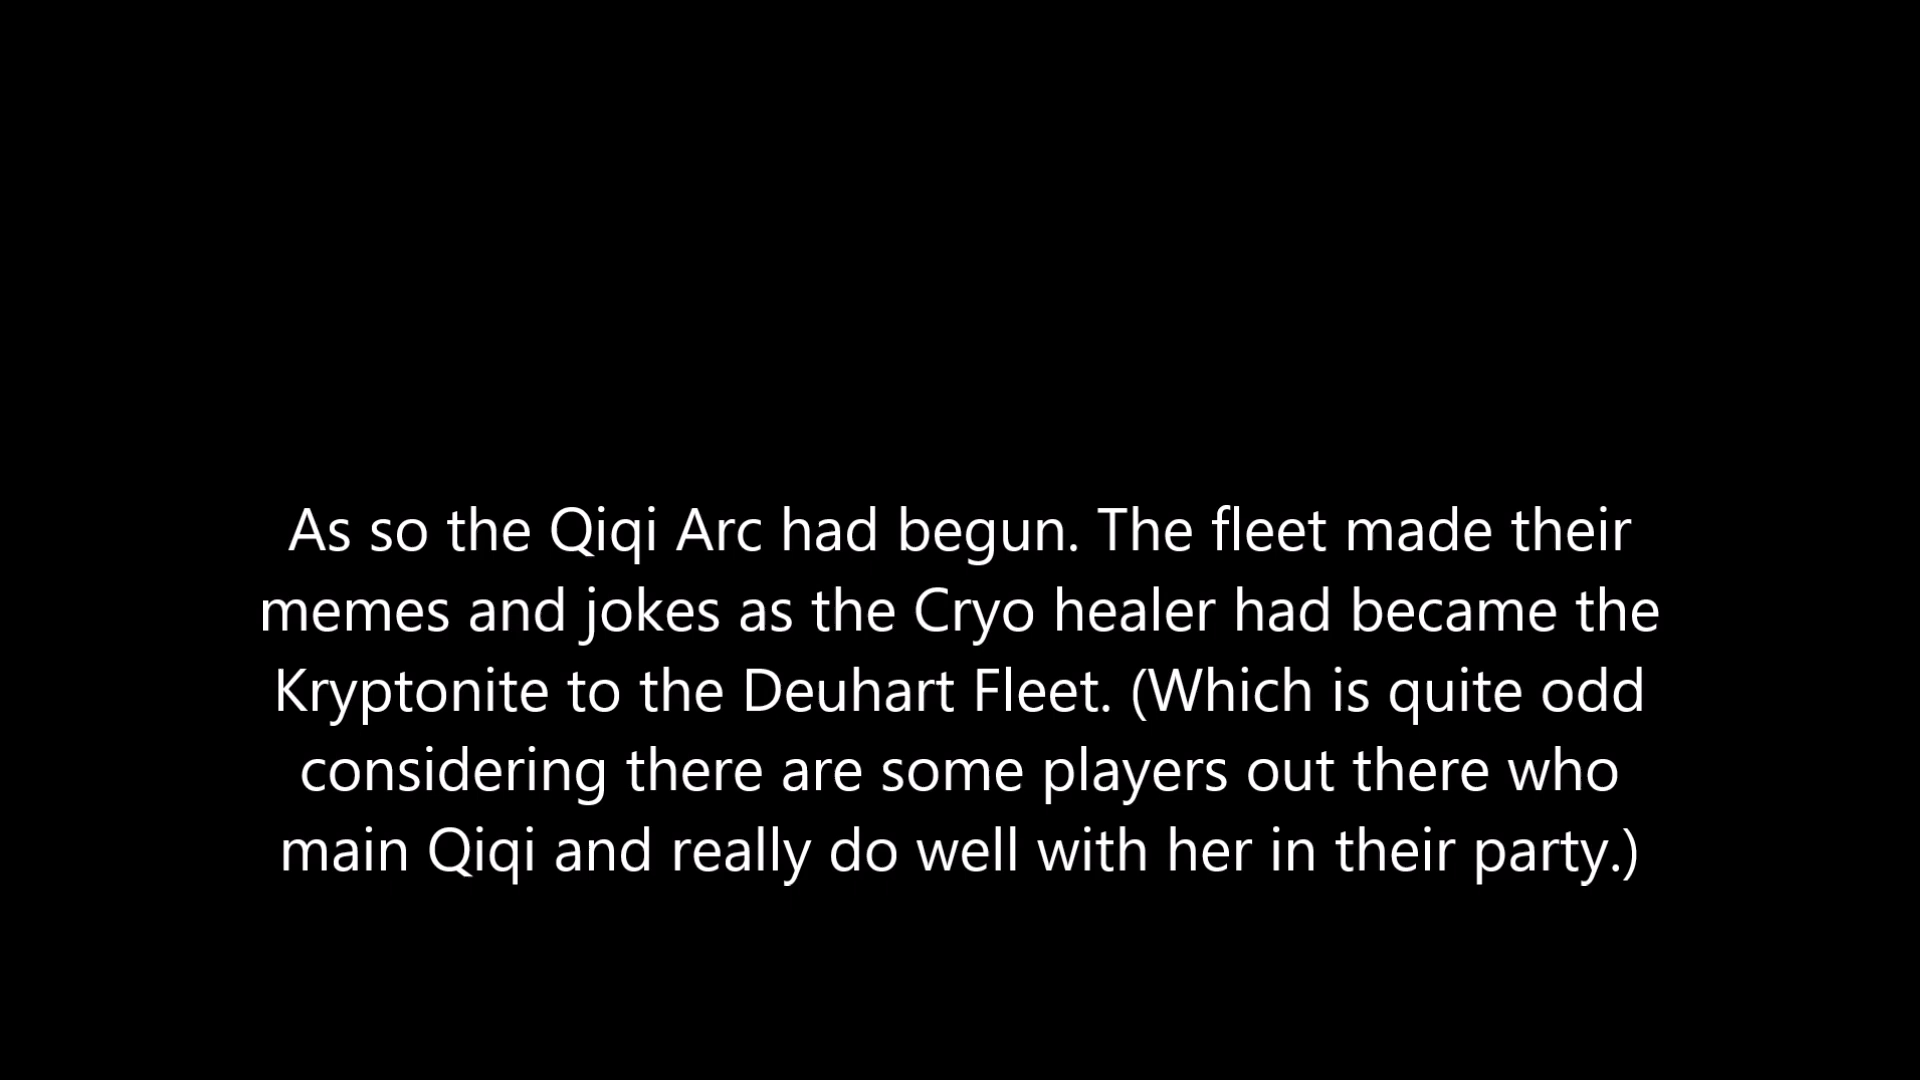 As so the Qiqi Arc had begun. The fleet made their
memes and jokes as the Cryo healer had became the
Kryptonite to the Deuhart Fleet. (Which is quite odd
considering there are some players out there who
main Qiqi and really do well with her in their party.)